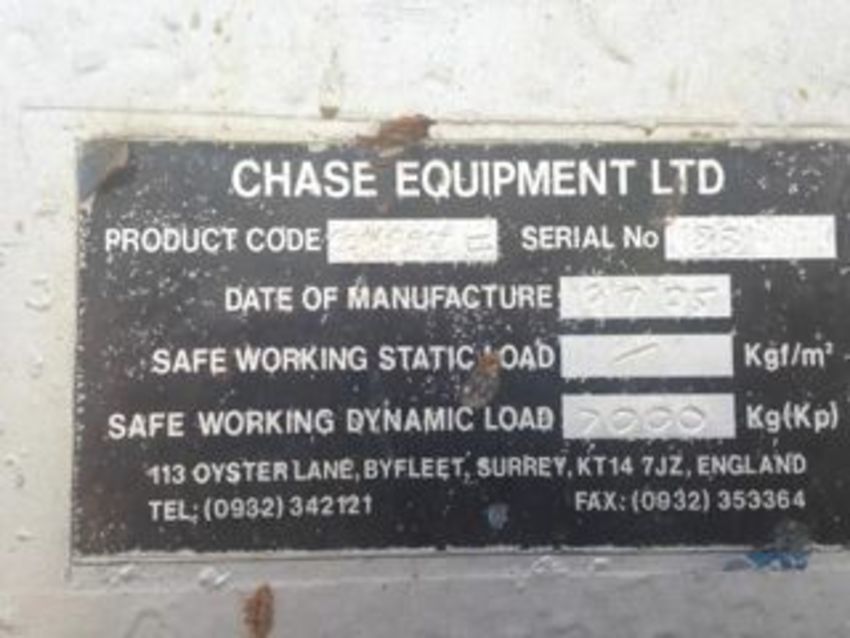 CHASE EQUIPMENT LTD
PRODUCT CODE SERIAL No
DATE OF MANUFACTURE
SAFE WORKING STATIC LOAD Kgf/m²
SAFE WORKING DYNAMIC LOAD 7000 Kg(Kp)
113 OYSTER LANE, BYFLEET, SURREY, KT14 7JZ, ENGLAND
TEL: (0932) 342121 FAX: (0932) 353364